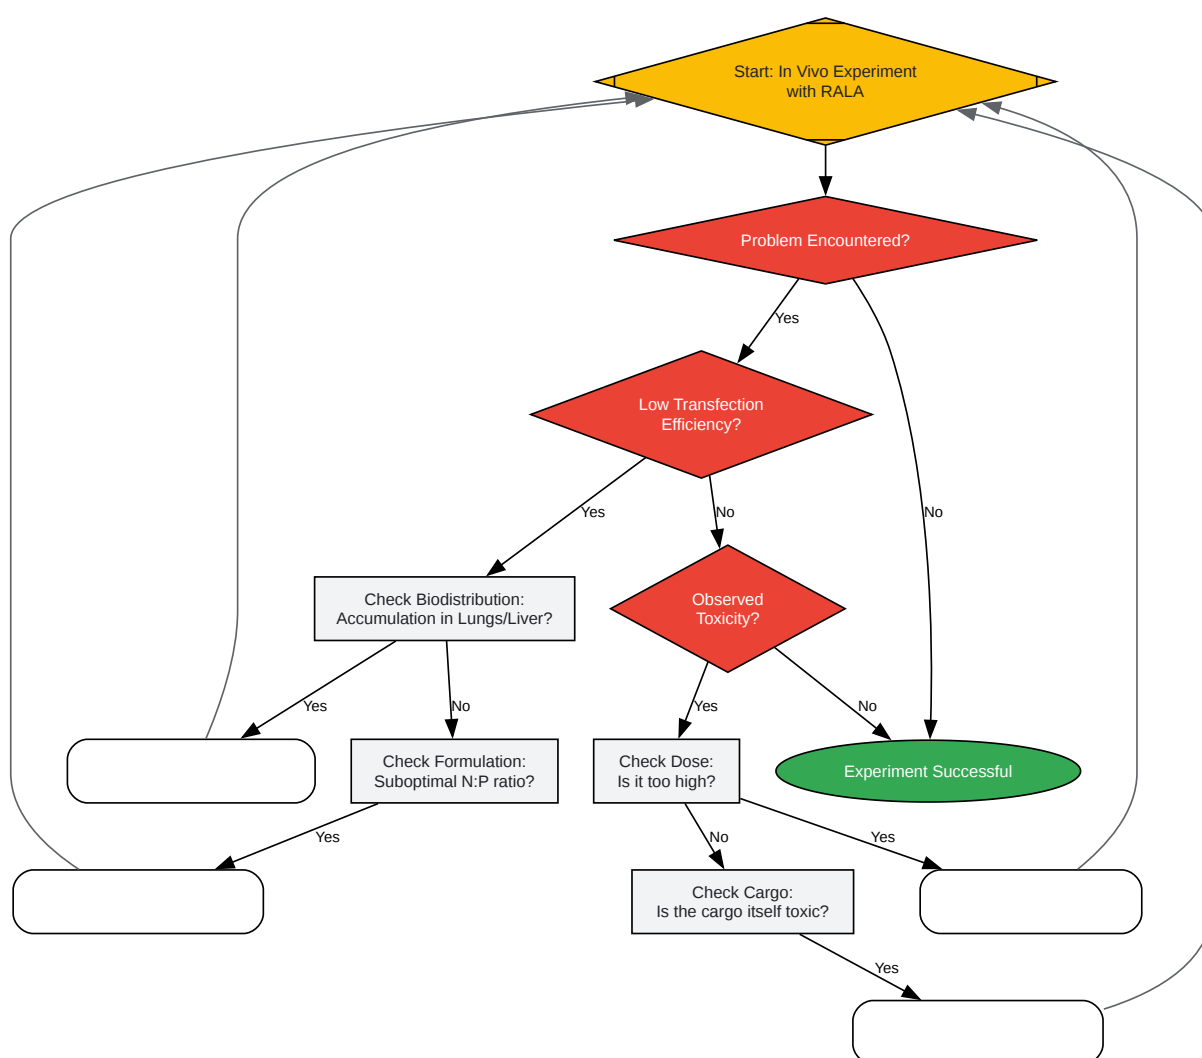 Start: In Vivo Experiment
with RALA
Problem Encountered?
Yes
Low Transfection
Efficiency?
Yes
No
No
Check Biodistribution:
Accumulation in Lungs/Liver?
Observed
Toxicity?
Yes
No
Yes
No
Check Formulation:
Suboptimal N:P ratio?
Check Dose:
Is it too high?
Experiment Successful
Yes
No
Yes
Check Cargo:
Is the cargo itself toxic?
Yes